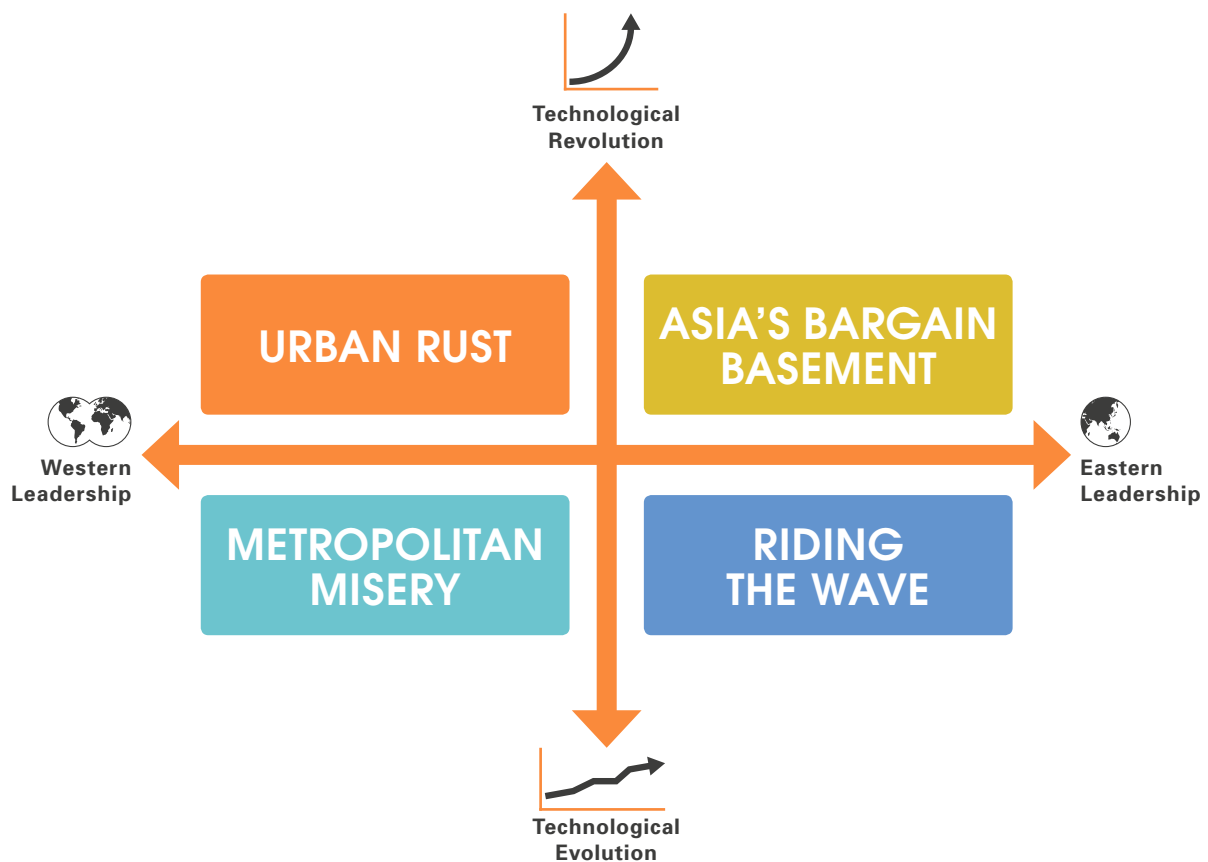 Technological
Revolution
URBAN RUST
ASIA'S BARGAIN
BASEMENT
Western
Leadership
Eastern
Leadership
METROPOLITAN
MISERY
RIDING
THE WAVE
Technological
Evolution